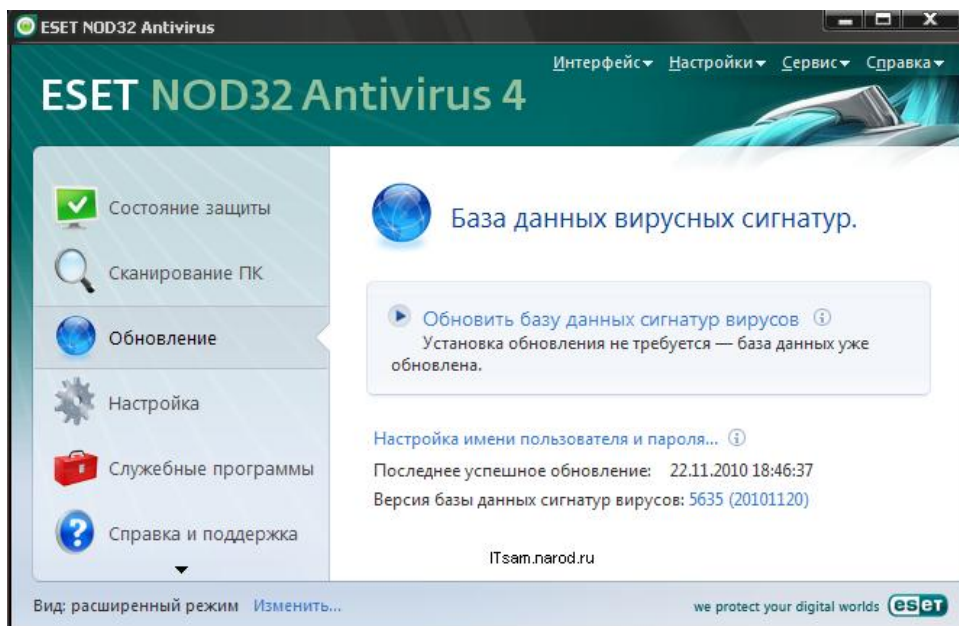 ESET NOD32 Antivirus
Интерфейс Настройки Сервис Справка
ESET NOD32 Antivirus 4
Состояние защиты
Сканирование ПК
Обновление
Настройка
Служебные программы
Справка и поддержка
База данных вирусных сигнатур.
Обновить базу данных сигнатур вирусов
Установка обновления не требуется — база данных уже
обновлена.
Настройка имени пользователя и пароля...
Последнее успешное обновление: 22.11.2010 18:46:37
Версия базы данных сигнатур вирусов: 5635 (20101120)
ITsam.narod.ru
Вид: расширенный режим Изменить...
we protect your digital worlds eset